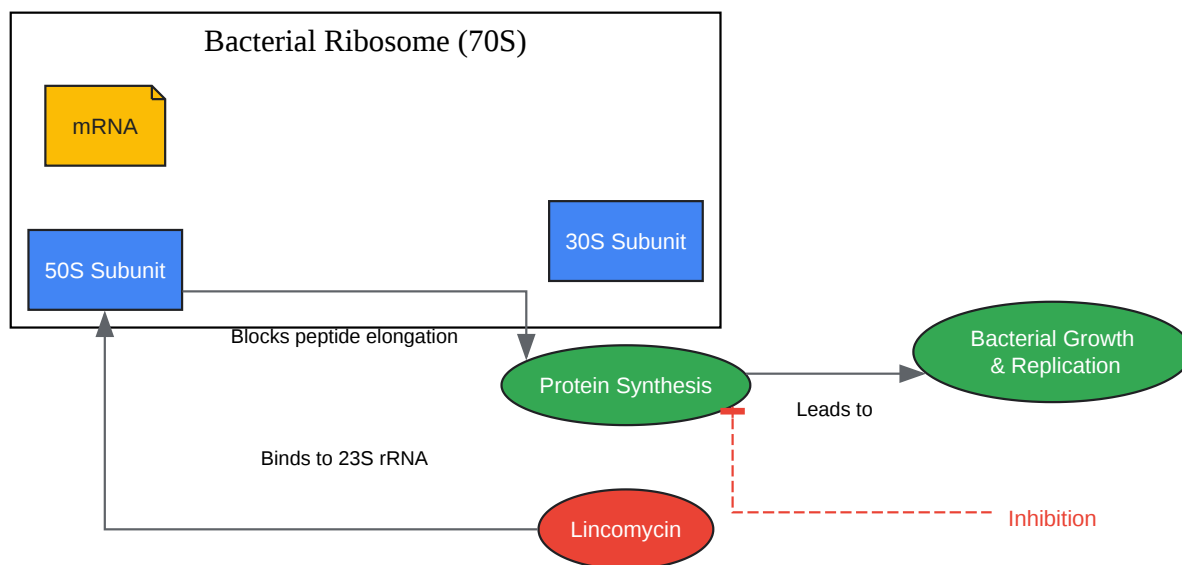 Bacterial Ribosome (70S)
mRNA
30S Subunit
50S Subunit
Blocks peptide elongation
Bacterial Growth
& Replication
Protein Synthesis
Leads to
Binds to 23S rRNA
Lincomycin
Inhibition